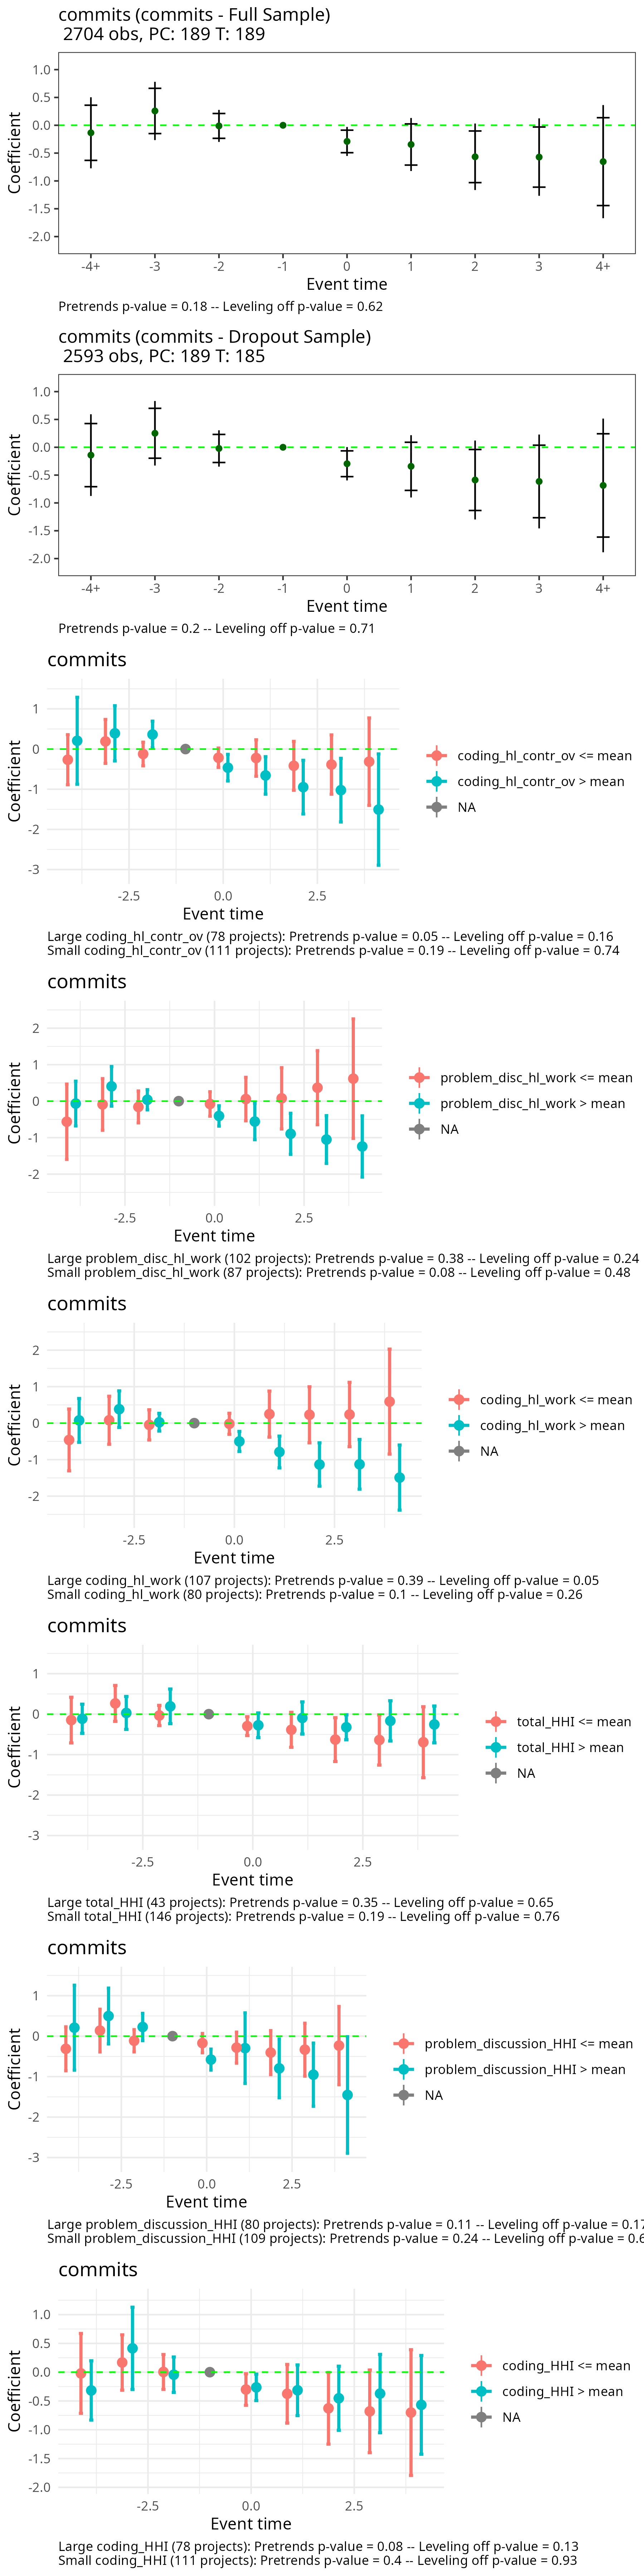 commits (commits - Full Sample)
2704 obs, PC: 189 T: 189
1.0
0.5
0.0
-0.5
-1.0
-1.5
-2.0
Coefficient
-4+ -3 -2 -1 0 1 2 3 4+
Event time
Pretrends p-value = 0.18 -- Leveling off p-value = 0.62
commits (commits - Dropout Sample)
2593 obs, PC: 189 T: 185
1.0
0.5
0.0
-0.5
-1.0
-1.5
-2.0
Coefficient
-4+ -3 -2 -1 0 1 2 3 4+
Event time
Pretrends p-value = 0.2 -- Leveling off p-value = 0.71
commits
1
0
-1
-2
-3
Coefficient
-2.5 0.0 2.5
Event time
coding_hl_contr_ov <= mean
coding_hl_contr_ov > mean
NA
Large coding_hl_contr_ov (78 projects): Pretrends p-value = 0.05 -- Leveling off p-value = 0.16
Small coding_hl_contr_ov (111 projects): Pretrends p-value = 0.19 -- Leveling off p-value = 0.74
commits
2
1
0
-1
-2
Coefficient
-2.5 0.0 2.5
Event time
problem_disc_hl_work <= mean
problem_disc_hl_work > mean
NA
Large problem_disc_hl_work (102 projects): Pretrends p-value = 0.38 -- Leveling off p-value = 0.24
Small problem_disc_hl_work (87 projects): Pretrends p-value = 0.08 -- Leveling off p-value = 0.48
commits
2
1
0
-1
-2
Coefficient
-2.5 0.0 2.5
Event time
coding_hl_work <= mean
coding_hl_work > mean
NA
Large coding_hl_work (107 projects): Pretrends p-value = 0.39 -- Leveling off p-value = 0.05
Small coding_hl_work (80 projects): Pretrends p-value = 0.1 -- Leveling off p-value = 0.26
commits
1
0
-1
-2
-3
Coefficient
-2.5 0.0 2.5
Event time
total_HHI <= mean
total_HHI > mean
NA
Large total_HHI (43 projects): Pretrends p-value = 0.35 -- Leveling off p-value = 0.65
Small total_HHI (146 projects): Pretrends p-value = 0.19 -- Leveling off p-value = 0.76
commits
1
0
-1
-2
-3
Coefficient
-2.5 0.0 2.5
Event time
problem_discussion_HHI <= mean
problem_discussion_HHI > mean
NA
Large problem_discussion_HHI (80 projects): Pretrends p-value = 0.11 -- Leveling off p-value = 0.17
Small problem_discussion_HHI (109 projects): Pretrends p-value = 0.24 -- Leveling off p-value = 0.6
commits
1.0
0.5
0.0
-0.5
-1.0
-1.5
-2.0
Coefficient
-2.5 0.0 2.5
Event time
coding_HHI <= mean
coding_HHI > mean
NA
Large coding_HHI (78 projects): Pretrends p-value = 0.08 -- Leveling off p-value = 0.13
Small coding_HHI (111 projects): Pretrends p-value = 0.4 -- Leveling off p-value = 0.93